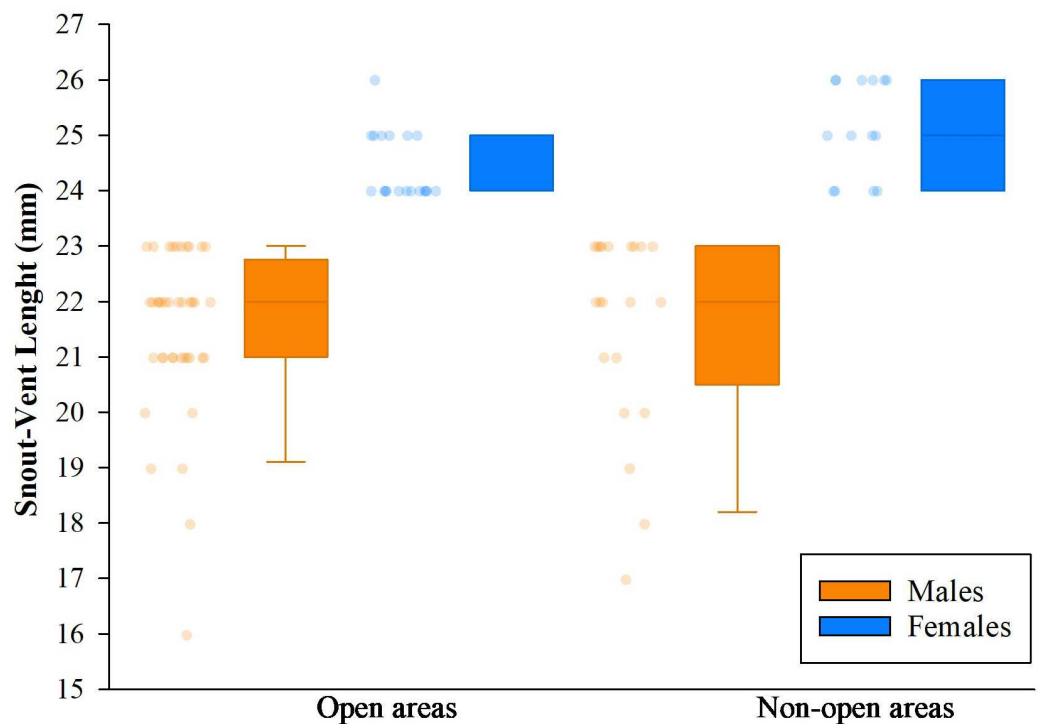 Snout-Vent Lenght (mm)
27
26
25
24
23
22
21
20
19
18
17
16
15
Open areas
Non-open areas
Males
Females